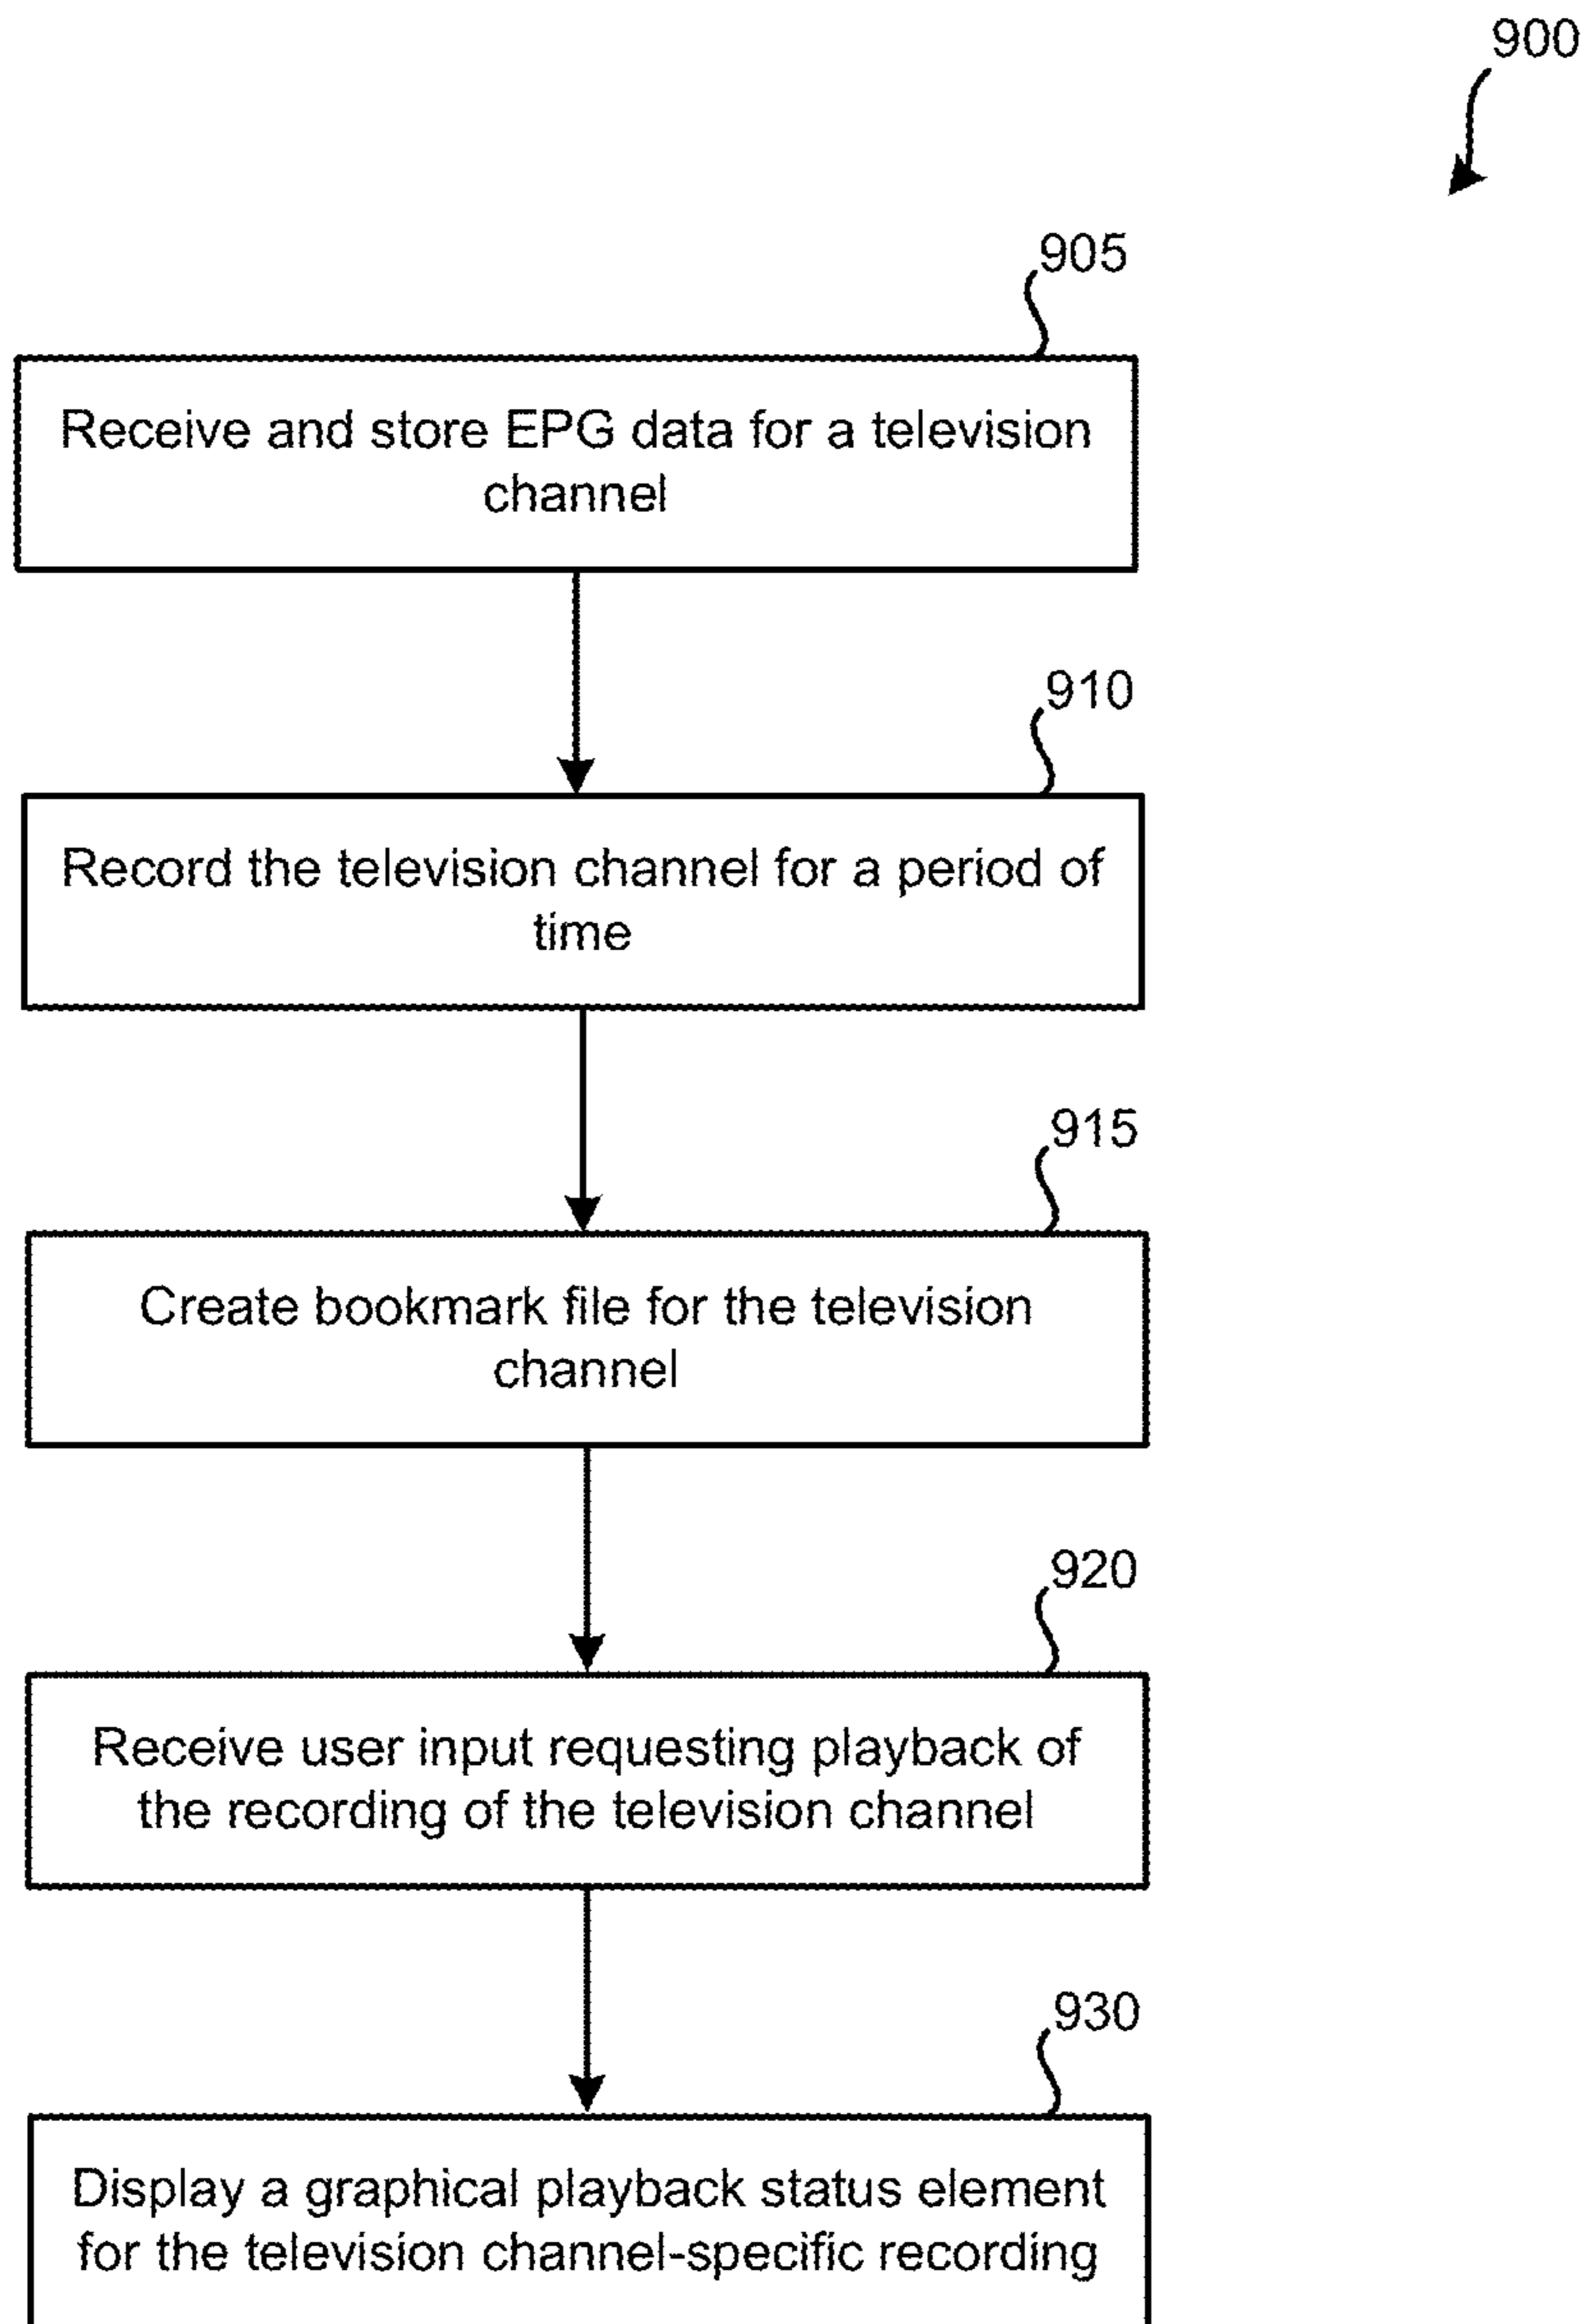 900
905
Receive and store EPG data for a television
channel
910
Record the television channel for a period of
time
915
Create bookmark file for the television
channel
920
Receive user input requesting playback of
the recording of the television channel
930
Display a graphical playback status element
for the television channel-specific recording